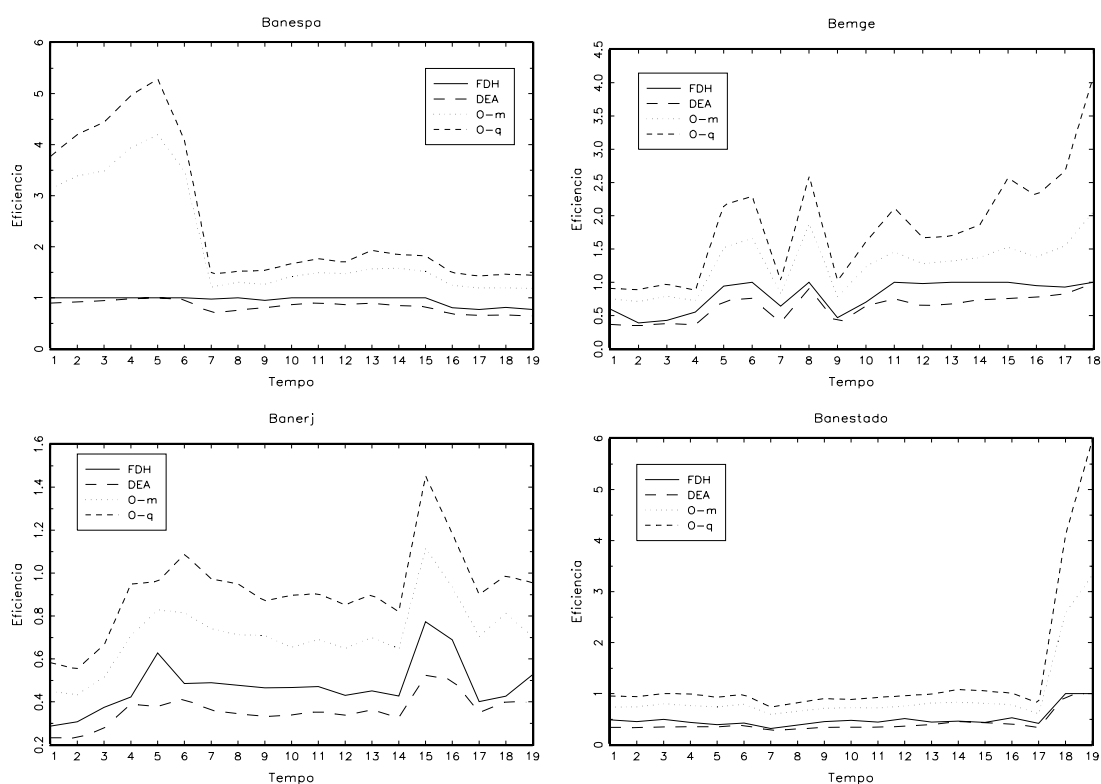 Banespa
Eficiencia
6
5
4
3
2
1
0
FDH
DEA
O-m
O-q
1 2 3 4 5 6 7 8 9 10 11 12 13 14 15 16 17 18 19
Tempo
Bemge
Eficiencia
4.5
4.0
3.5
3.0
2.5
2.0
1.5
1.0
0.5
0.0
FDH
DEA
O-m
O-q
1 2 3 4 5 6 7 8 9 10 11 12 13 14 15 16 17 18
Tempo
Banerj
Eficiencia
1.6
1.4
1.2
1.0
0.8
0.6
0.4
0.2
FDH
DEA
O-m
O-q
1 2 3 4 5 6 7 8 9 10 11 12 13 14 15 16 17 18 19
Tempo
Banestado
Eficiencia
6
5
4
3
2
1
0
FDH
DEA
O-m
O-q
1 2 3 4 5 6 7 8 9 10 11 12 13 14 15 16 17 18 19
Tempo